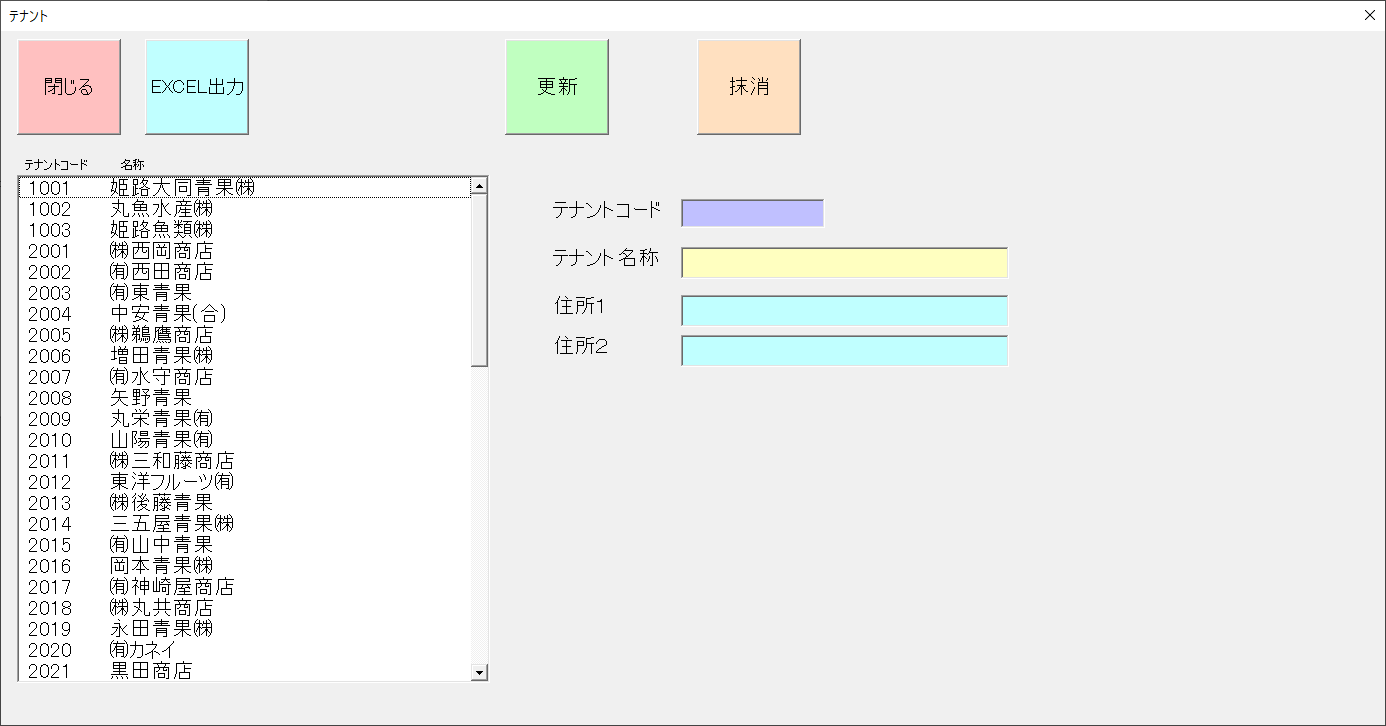 テナント
閉じる EXCEL出力 更新 抹消
テナントコード 名称
1001 姫路大同青果㈱
1002 丸魚水産㈱
1003 姫路魚類㈱
2001 ㈱西岡商店
2002 ㈲西田商店
2003 ㈲東青果
2004 中安青果(合)
2005 ㈱鵜鷹商店
2006 増田青果㈱
2007 ㈲水守商店
2008 矢野青果
2009 丸栄青果㈲
2010 山陽青果㈲
2011 ㈱三和藤商店
2012 東洋フルーツ㈲
2013 ㈱後藤青果
2014 三五屋青果㈱
2015 ㈲山中青果
2016 岡本青果㈱
2017 ㈲神崎屋商店
2018 ㈱丸共商店
2019 永田青果㈱
2020 ㈲カネイ
2021 黒田商店
テナントコード
テナント名称
住所1
住所2